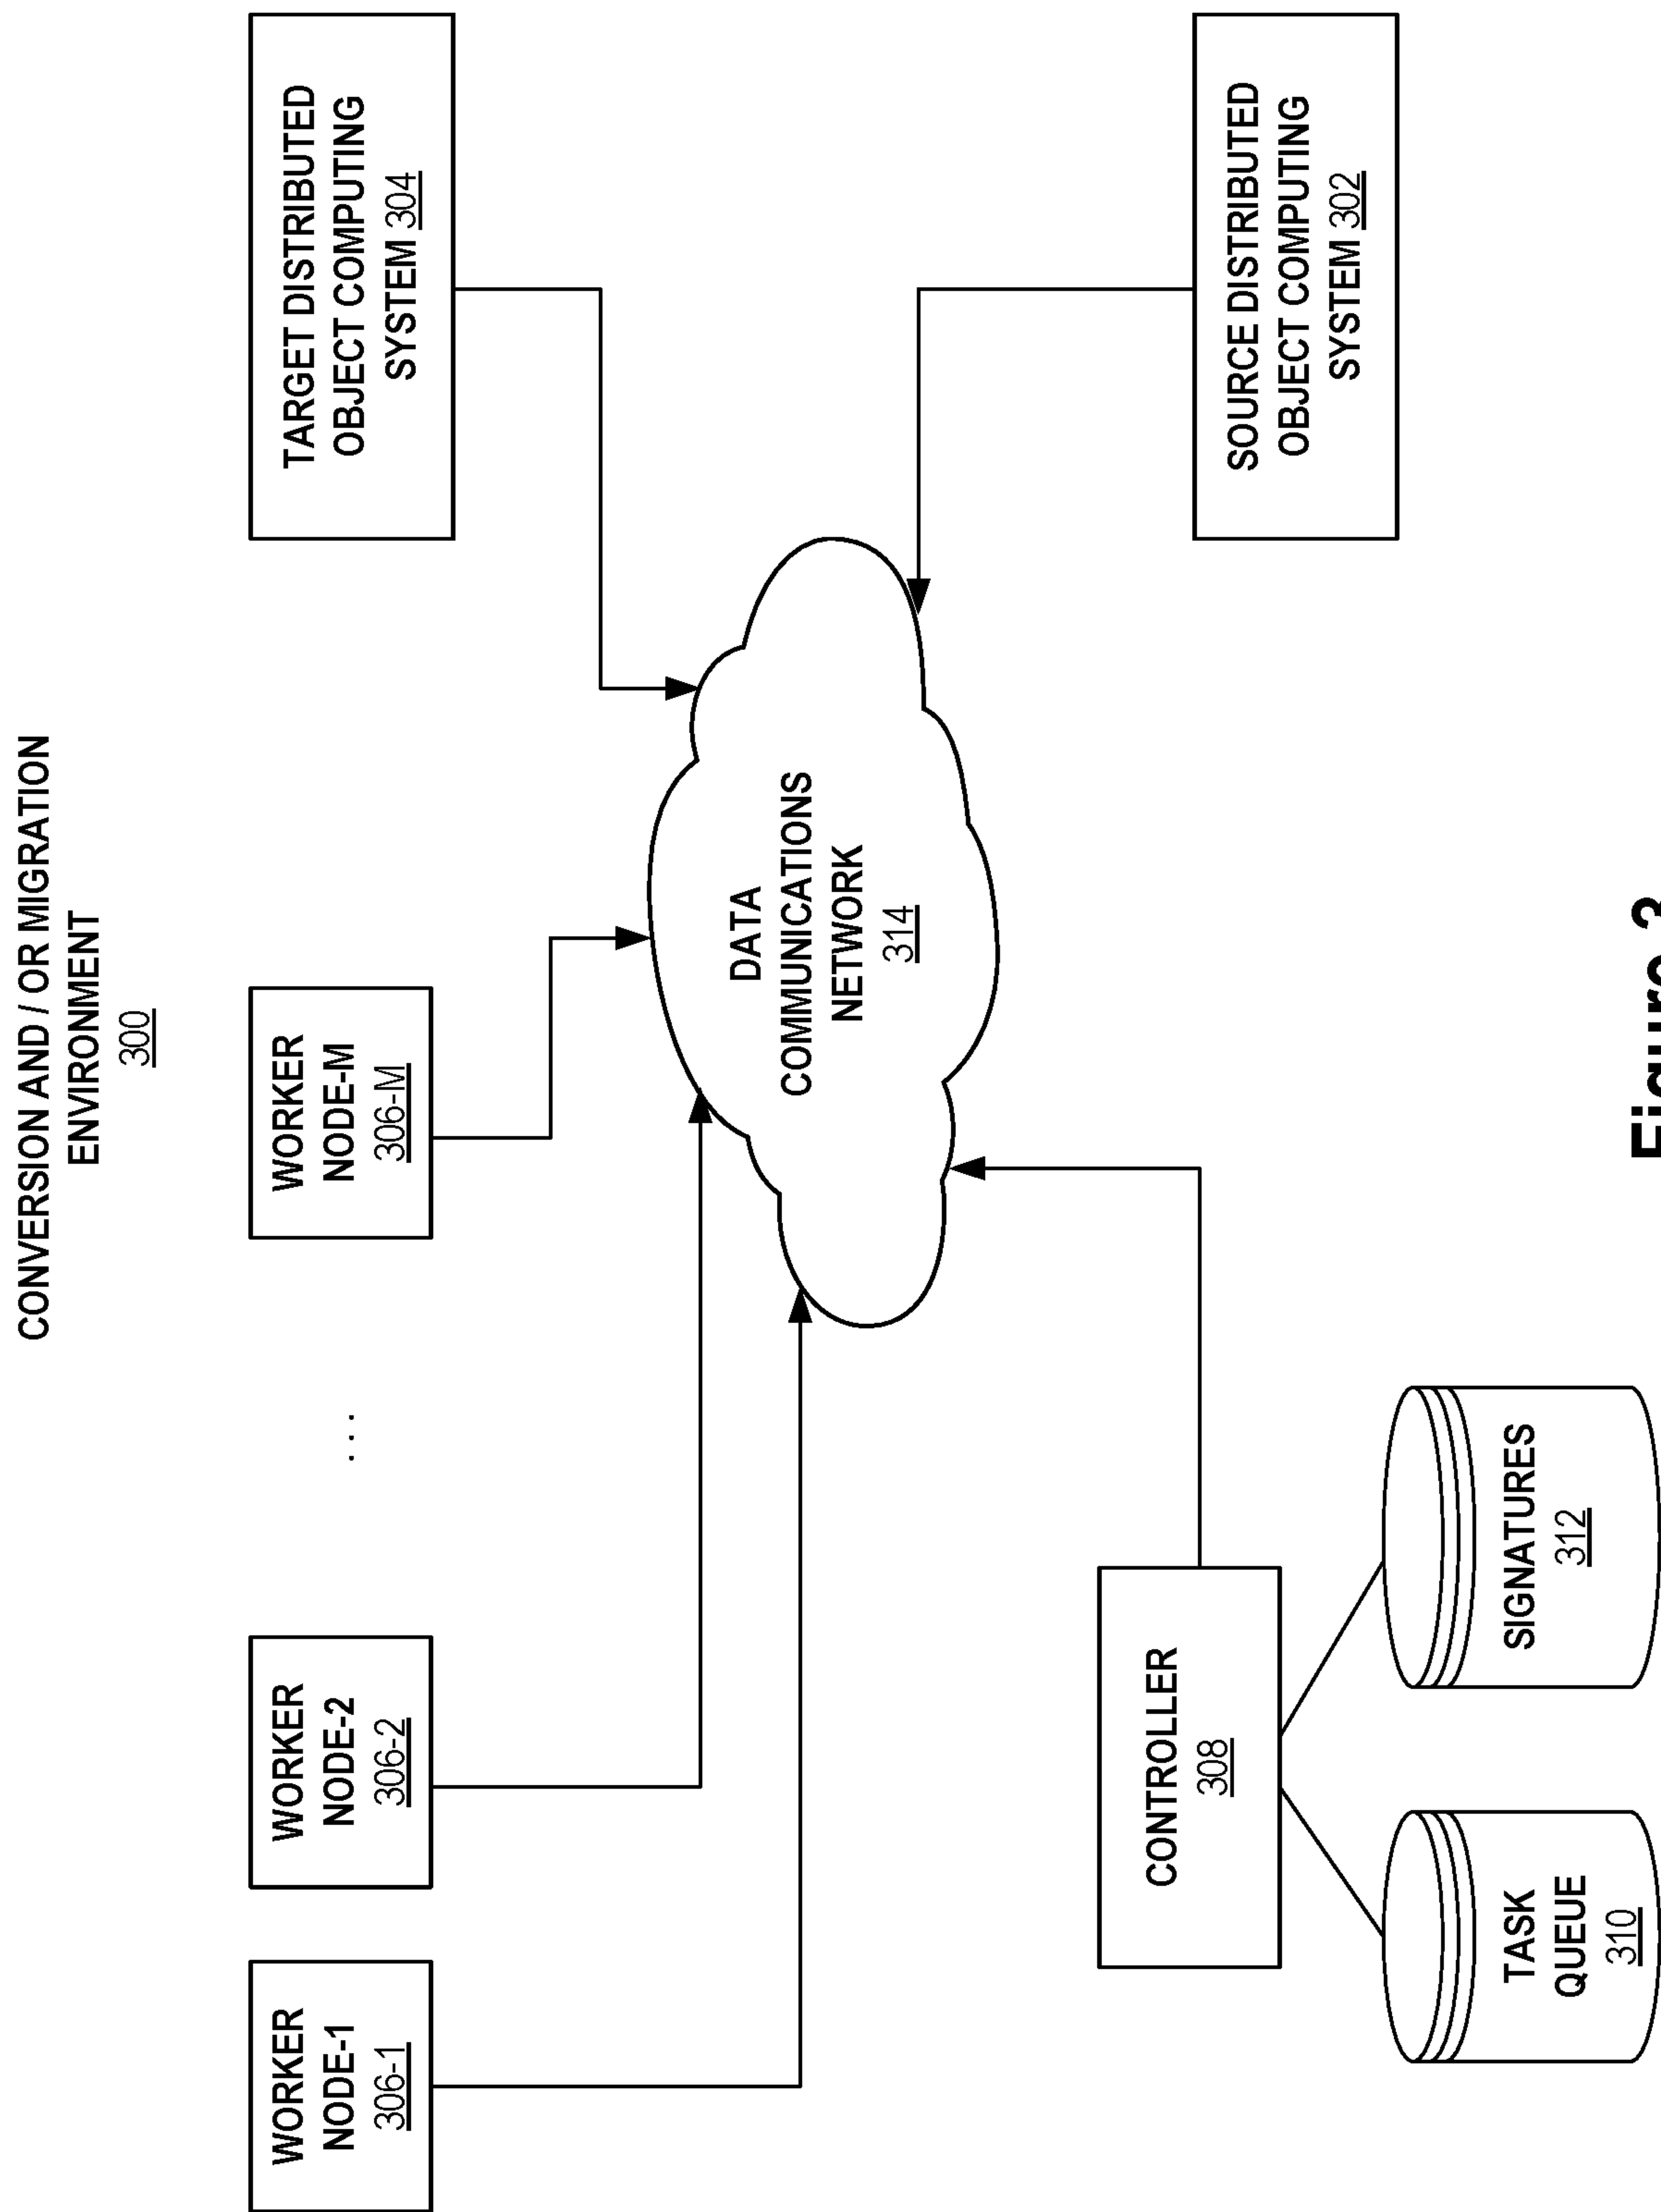 CONVERSION AND / OR MIGRATION
ENVIRONMENT
300
WORKER
NODE-1
306-1
WORKER
NODE-2
306-2
. . .
WORKER
NODE-M
306-M
TARGET DISTRIBUTED
OBJECT COMPUTING
SYSTEM 304
DATA
COMMUNICATIONS
NETWORK
314
CONTROLLER
308
SOURCE DISTRIBUTED
OBJECT COMPUTING
SYSTEM 302
TASK
QUEUE
310
SIGNATURES
312
Figure 3